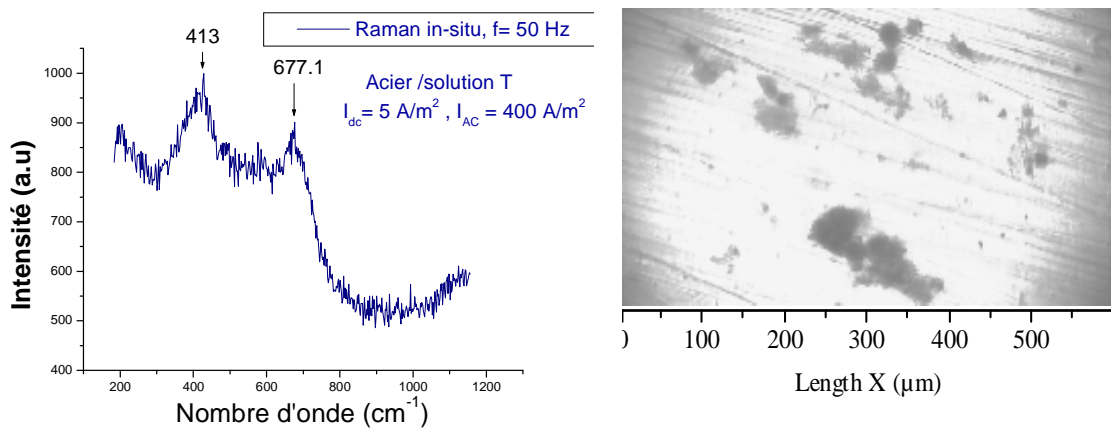 Raman in-situ, f= 50 Hz
413
677.1
Acier /solution T
I_dc= 5 A/m², I_AC = 400 A/m²
1000
900
800
700
600
500
400
Intensité (a.u)
200 400 600 800 1000 1200
Nombre d'onde (cm⁻¹)
100 200 300 400 500
Length X (µm)